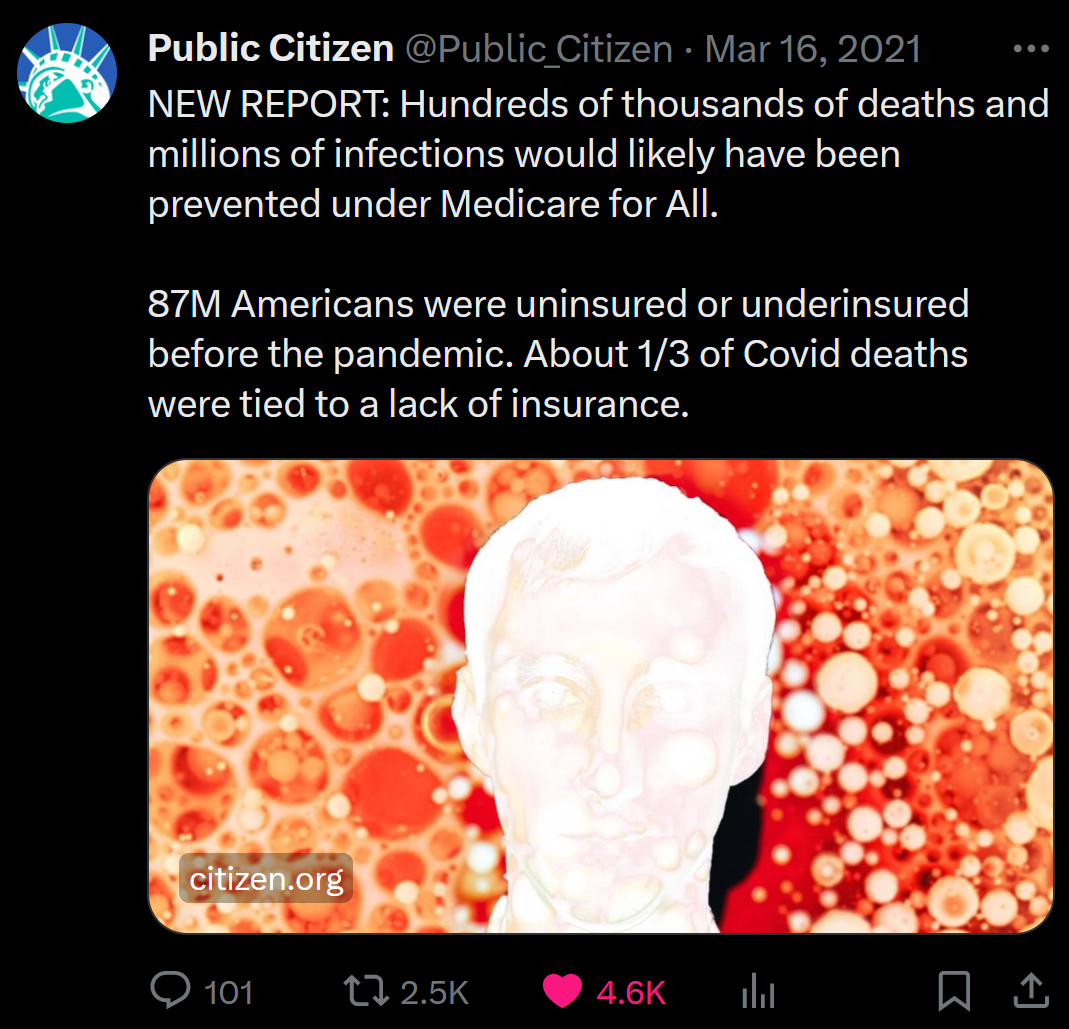 Public Citizen @Public_Citizen · Mar 16, 2021
NEW REPORT: Hundreds of thousands of deaths and
millions of infections would likely have been
prevented under Medicare for All.
87M Americans were uninsured or underinsured
before the pandemic. About 1/3 of Covid deaths
were tied to a lack of insurance.
citizen.org
101 2.5K 4.6K